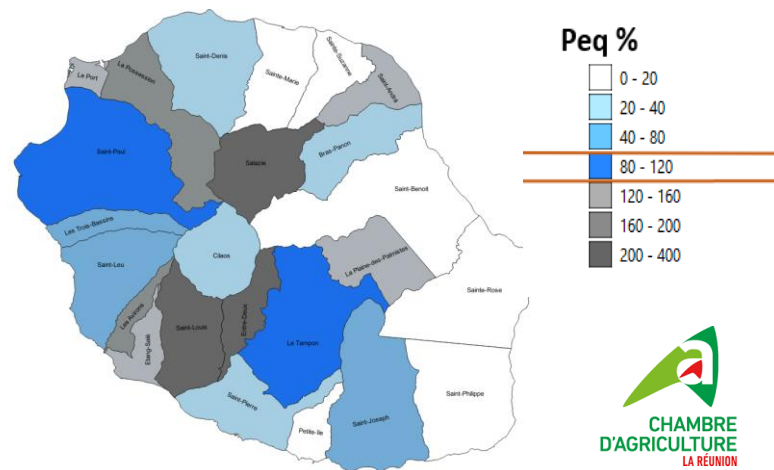 Peq %
0 - 20
20 - 40
40 - 80
80 - 120
120 - 160
160 - 200
200 - 400
Saint-Denis
Sainte-Marie
Sainte-Suzanne
Saint-André
La Possession
Le Port
Saint-Paul
Salazie
Bras-Panon
Saint-Benoit
Les Trois-Bassins
Cilaos
La Plaine-des-Palmistes
Saint-Leu
Sainte-Rose
Les Avirons
Saint-Louis
Entre-Deux
Le Tampon
Etang-Salé
Saint-Pierre
Petite-Ile
Saint-Joseph
Saint-Philippe
a
CHAMBRE
D'AGRICULTURE
LA RÉUNION